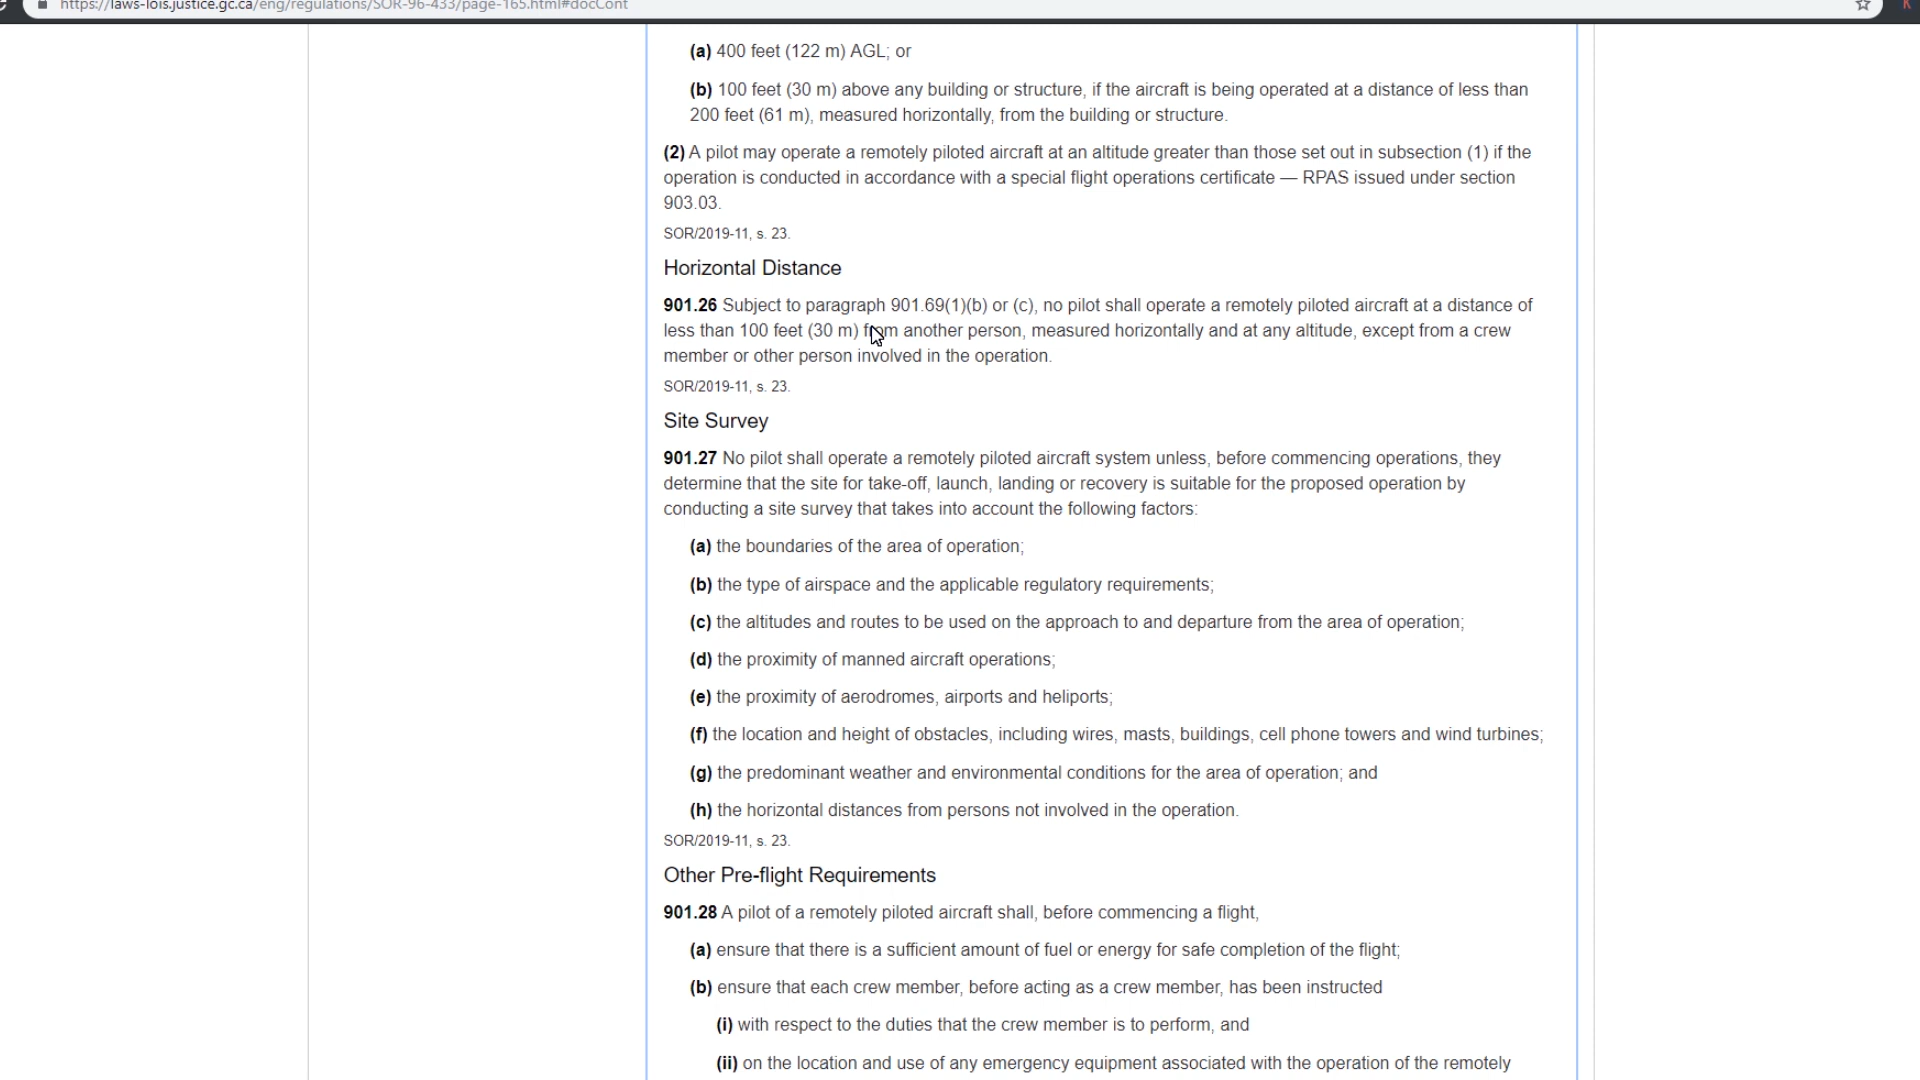 https://laws-lois.justice.gc.ca/eng/regulations/SOR-96-433/page-165.html#docCont
(a) 400 feet (122 m) AGL; or
(b) 100 feet (30 m) above any building or structure, if the aircraft is being operated at a distance of less than
200 feet (61 m), measured horizontally, from the building or structure.
(2) A pilot may operate a remotely piloted aircraft at an altitude greater than those set out in subsection (1) if the
operation is conducted in accordance with a special flight operations certificate — RPAS issued under section
903.03.
SOR/2019-11, s. 23.
Horizontal Distance
901.26 Subject to paragraph 901.69(1)(b) or (c), no pilot shall operate a remotely piloted aircraft at a distance of
less than 100 feet (30 m) from another person, measured horizontally and at any altitude, except from a crew
member or other person involved in the operation.
SOR/2019-11, s. 23.
Site Survey
901.27 No pilot shall operate a remotely piloted aircraft system unless, before commencing operations, they
determine that the site for take-off, launch, landing or recovery is suitable for the proposed operation by
conducting a site survey that takes into account the following factors:
(a) the boundaries of the area of operation;
(b) the type of airspace and the applicable regulatory requirements;
(c) the altitudes and routes to be used on the approach to and departure from the area of operation;
(d) the proximity of manned aircraft operations;
(e) the proximity of aerodromes, airports and heliports;
(f) the location and height of obstacles, including wires, masts, buildings, cell phone towers and wind turbines;
(g) the predominant weather and environmental conditions for the area of operation; and
(h) the horizontal distances from persons not involved in the operation.
SOR/2019-11, s. 23.
Other Pre-flight Requirements
901.28 A pilot of a remotely piloted aircraft shall, before commencing a flight,
(a) ensure that there is a sufficient amount of fuel or energy for safe completion of the flight;
(b) ensure that each crew member, before acting as a crew member, has been instructed
(i) with respect to the duties that the crew member is to perform, and
(ii) on the location and use of any emergency equipment associated with the operation of the remotely